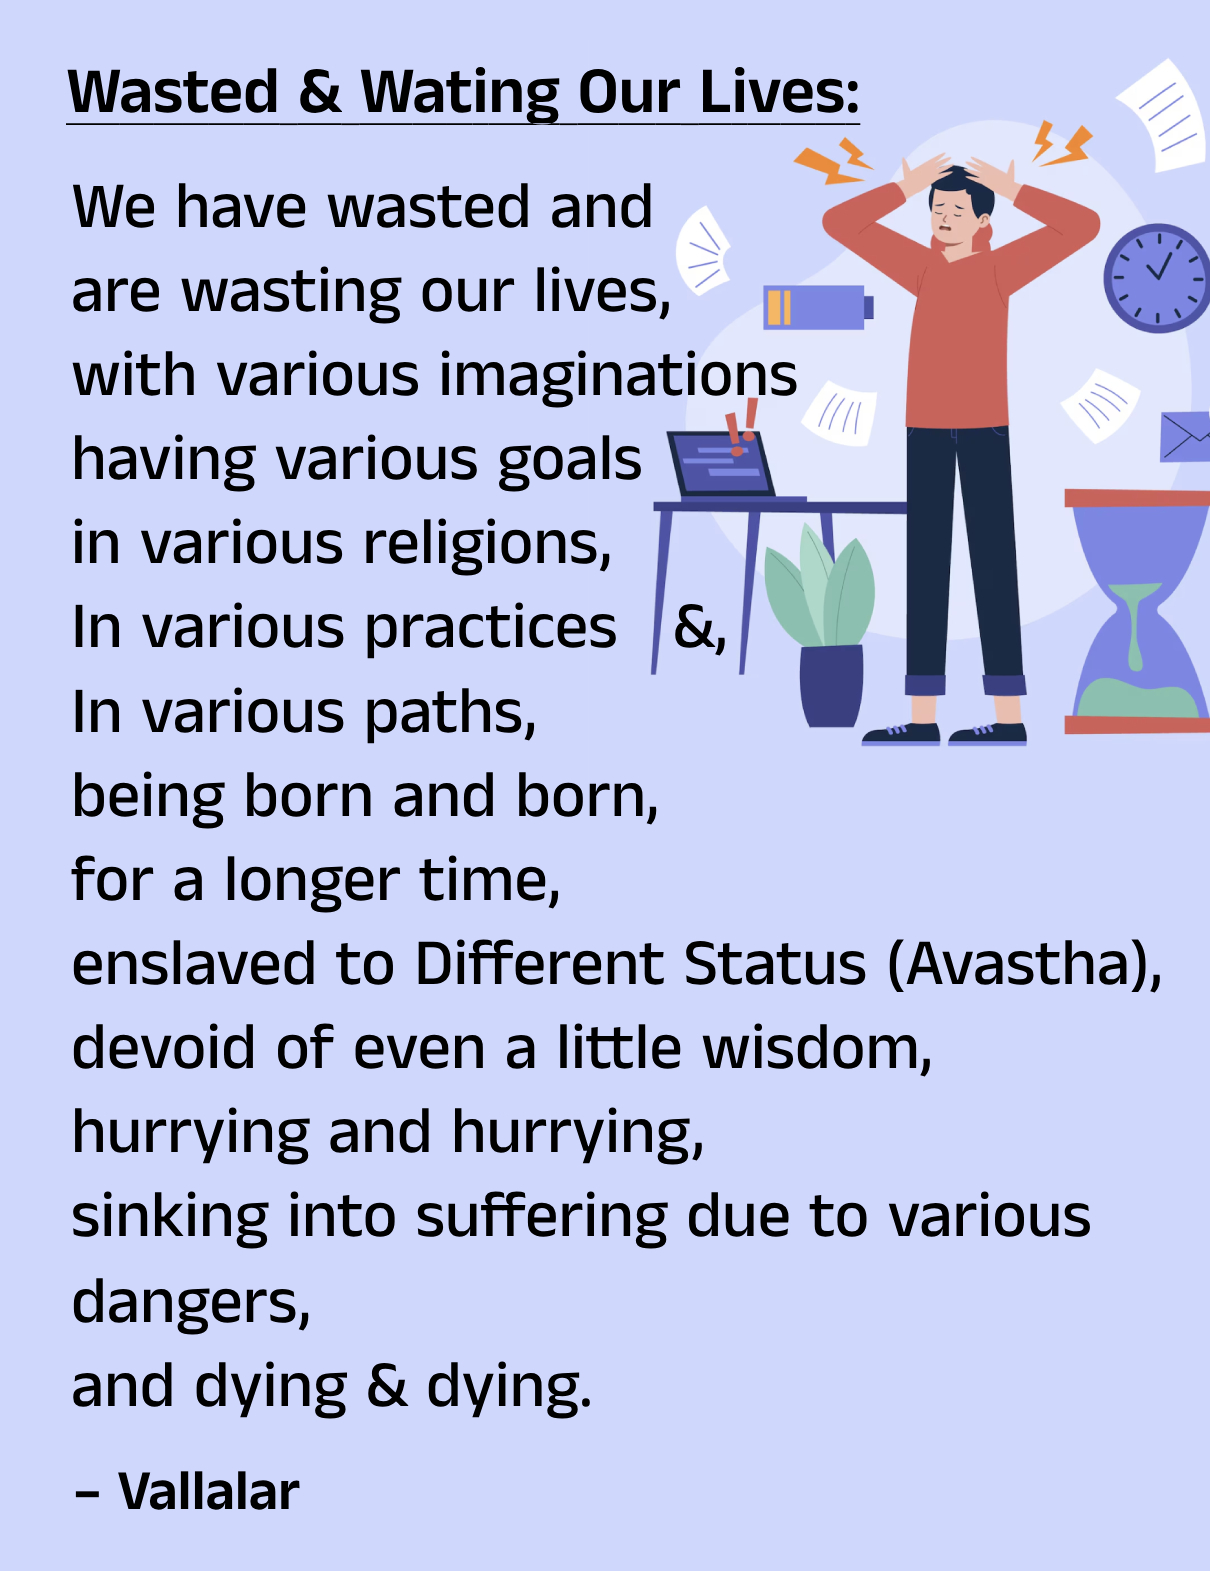 Wasted & Wating Our Lives:
We have wasted and
are wasting our lives,
with various imaginations
having various goals
in various religions,
In various practices &,
In various paths,
being born and born,
for a longer time,
enslaved to Different Status (Avastha),
devoid of even a little wisdom,
hurrying and hurrying,
sinking into suffering due to various
dangers,
and dying & dying.
– Vallalar